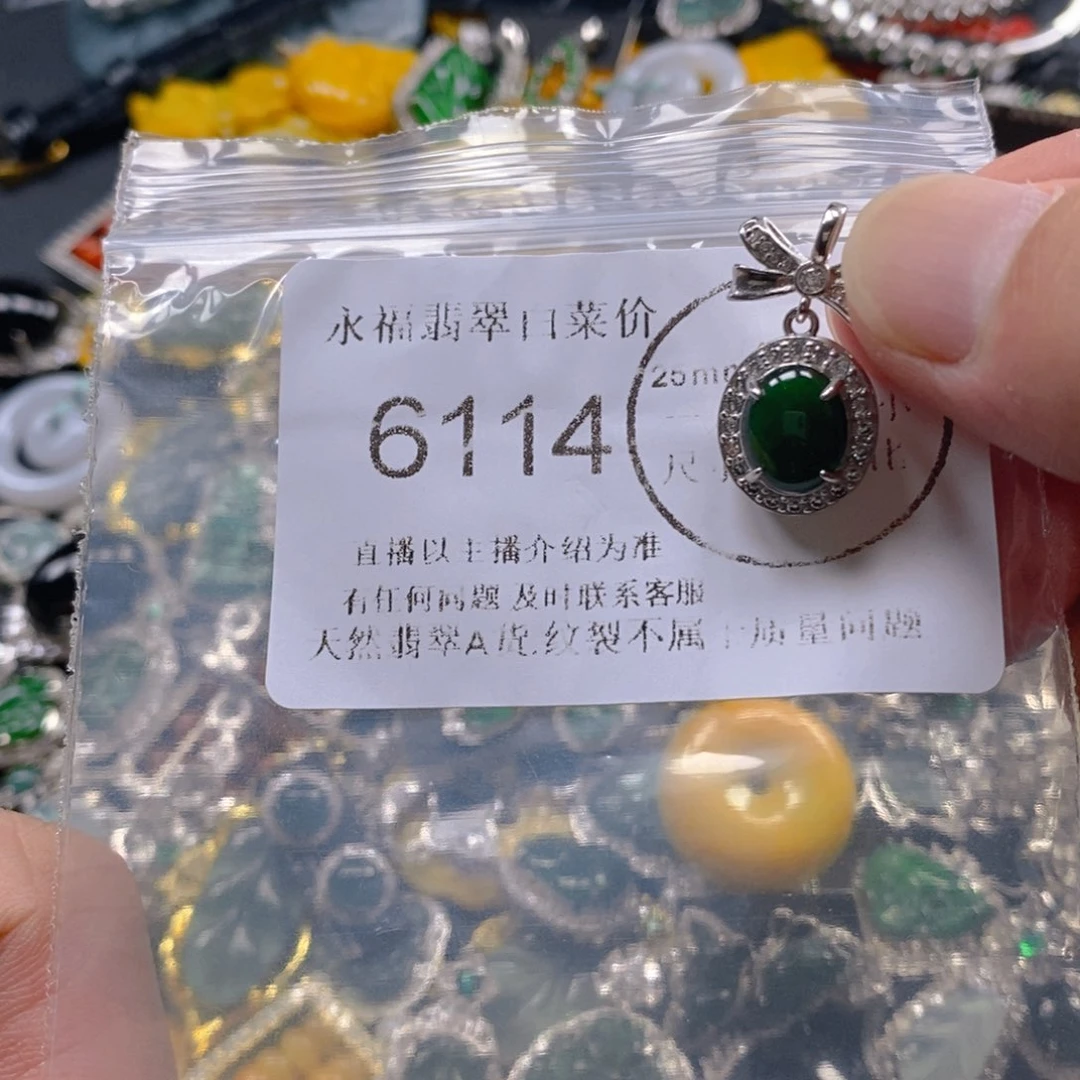 永福翡翠白菜价
6114
25mm
尺
直播以主播介绍为准
有任何问题 及时联系客服
天然翡翠A货.纹裂不属于质量问题